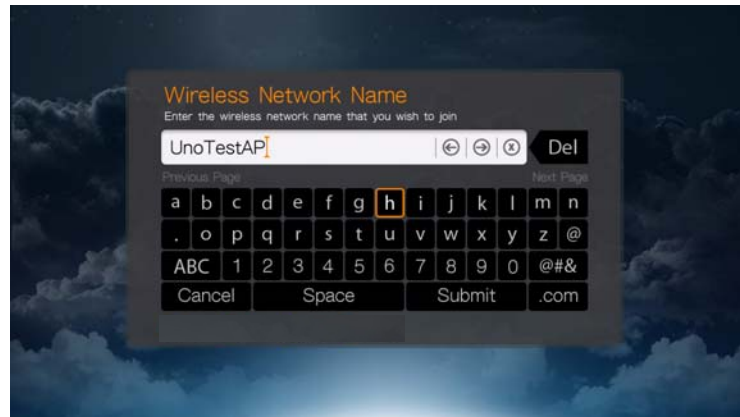 Wireless Network Name
Enter the wireless network name that you wish to join
UnoTestAP Del
Previous Page Next Page
a b c d e f g h i j k l m n
. o p q r s t u v w x y z @
ABC 1 2 3 4 5 6 7 8 9 0 @#&
Cancel Space Submit .com